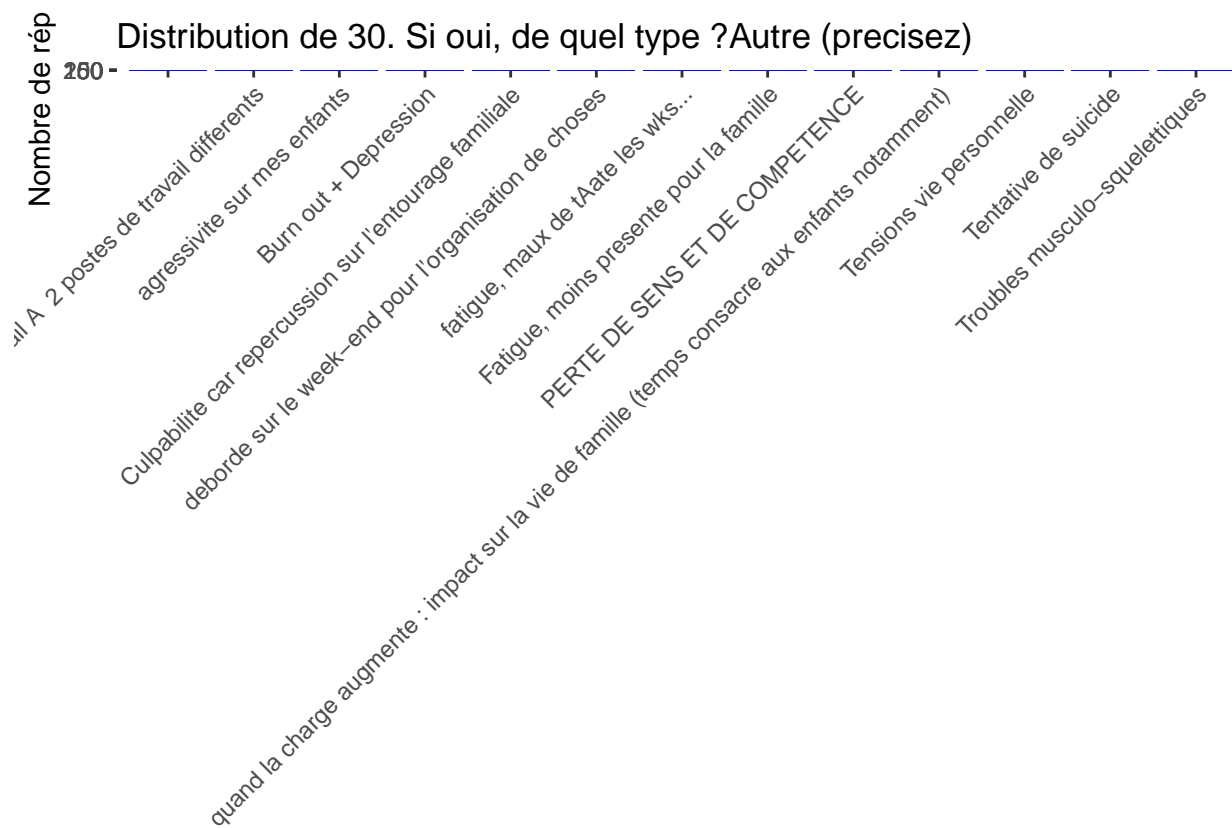 Distribution de 30. Si oui, de quel type ?Autre (precisez)
Nombre de rép
A 2 postes de travail differents
agressivite sur mes enfants
Burn out + Depression
Culpabilite car repercussion sur l'entourage familiale
deborde sur le week−end pour l'organisation de choses
fatigue, maux de tAate les wks...
Fatigue, moins presente pour la famille
PERTE DE SENS ET DE COMPETENCE
quand la charge augmente : impact sur la vie de famille (temps consacre aux enfants notamment)
Tensions vie personnelle
Tentative de suicide
Troubles musculo−squelettiques